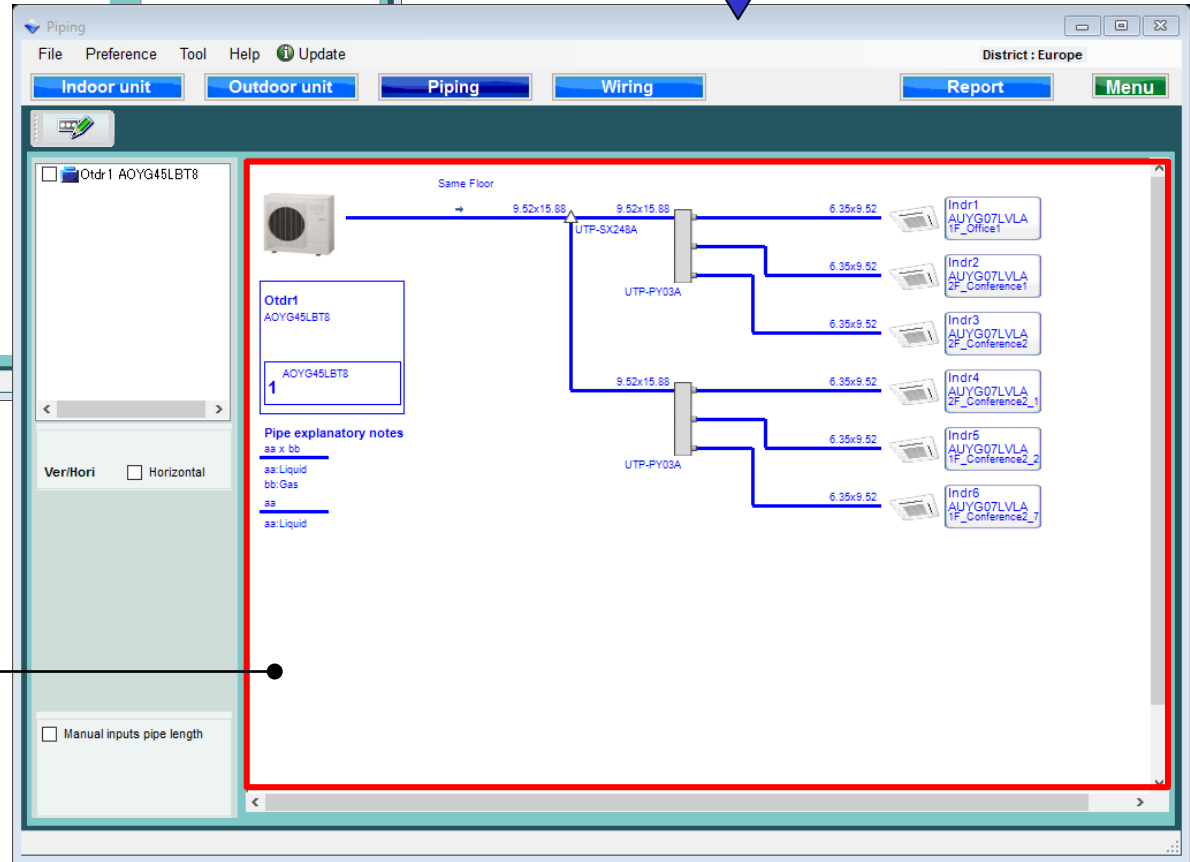 Piping
File Preference Tool Help Update
District : Europe
Indoor unit Outdoor unit Piping Wiring Report Menu
Otdr1 AOYG45LBT8
Ver/Hori Horizontal
Manual inputs pipe length
Same Floor
9.52x15.88 9.52x15.88 6.35x9.52
UTP-SX248A
Indr1
AUYG07LVLA
1F_Office1
6.35x9.52
Indr2
AUYG07LVLA
2F_Conference1
UTP-PY03A
6.35x9.52
Indr3
AUYG07LVLA
2F_Conference2
Otdr1
AOYG45LBT8
AOYG45LBT8
1
9.52x15.88 6.35x9.52
Indr4
AUYG07LVLA
2F_Conference2_1
6.35x9.52
Indr5
AUYG07LVLA
1F_Conference2_2
UTP-PY03A
6.35x9.52
Indr6
AUYG07LVLA
1F_Conference2_7
Pipe explanatory notes
aa x bb
aa:Liquid
bb:Gas
aa
aa:Liquid